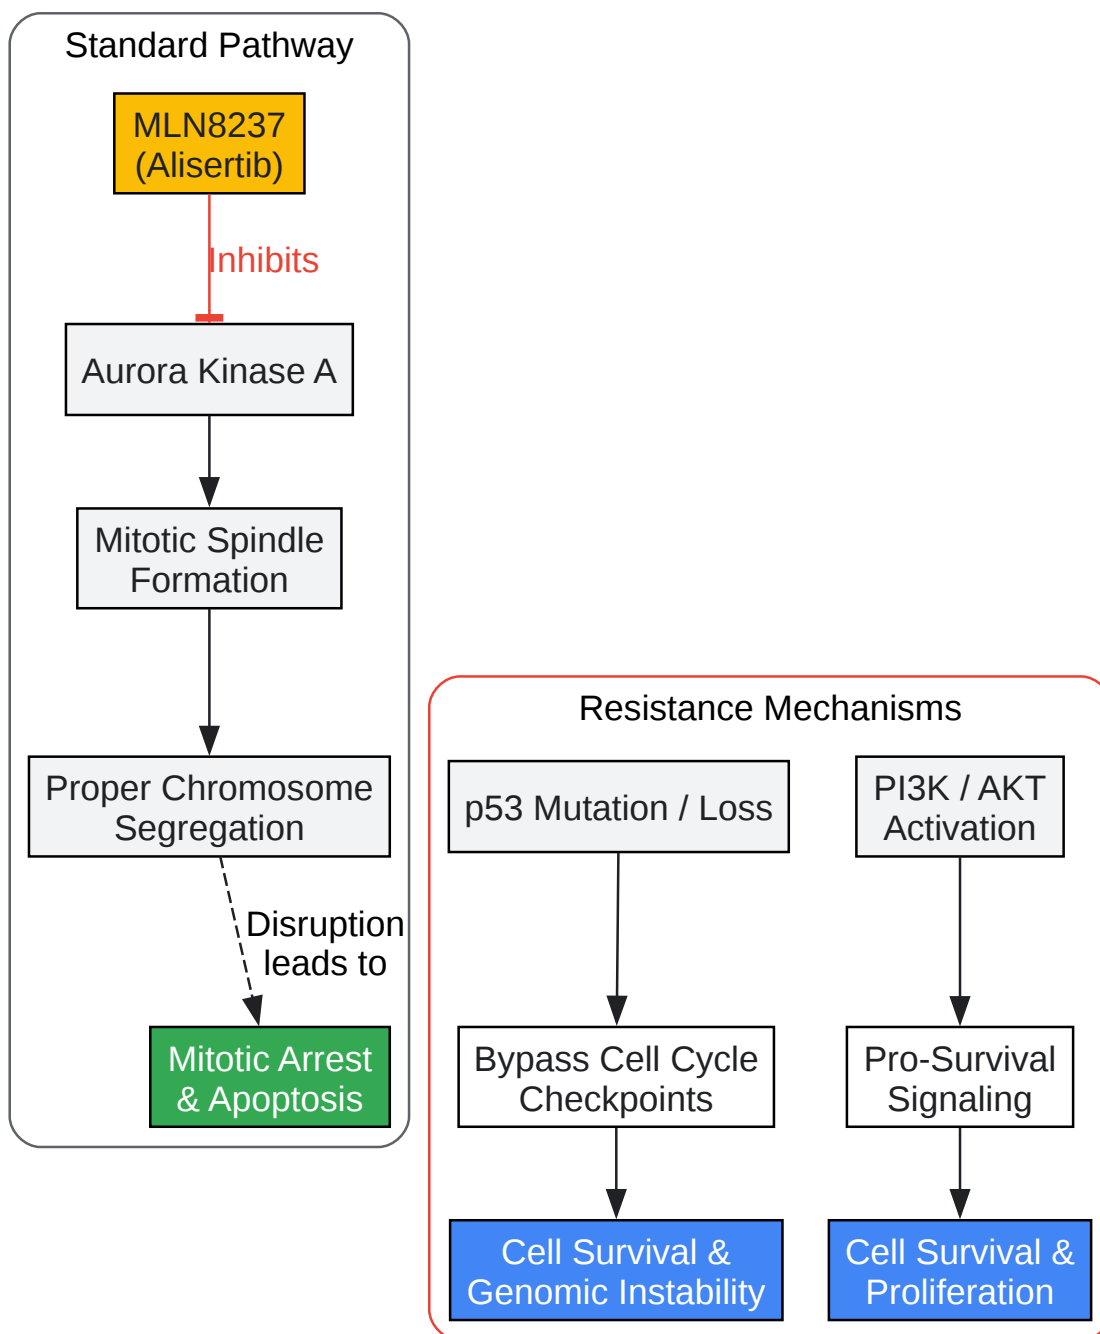 Standard Pathway
MLN8237
(Alisertib)
Inhibits
Aurora Kinase A
Mitotic Spindle
Formation
Proper Chromosome
Segregation
Disruption
leads to
Mitotic Arrest
& Apoptosis
Resistance Mechanisms
p53 Mutation / Loss
Bypass Cell Cycle
Checkpoints
Cell Survival &
Genomic Instability
PI3K / AKT
Activation
Pro-Survival
Signaling
Cell Survival &
Proliferation